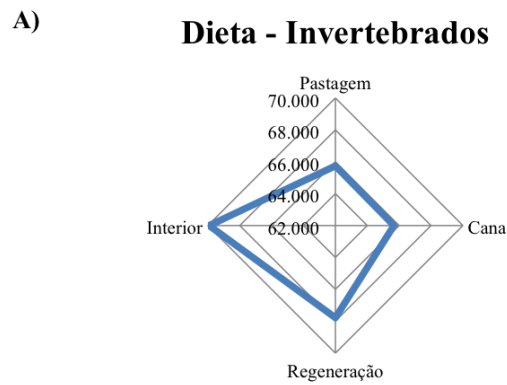 A)
Dieta - Invertebrados
Pastagem
70.000
68.000
66.000
64.000
62.000
Interior
Cana
Regeneração